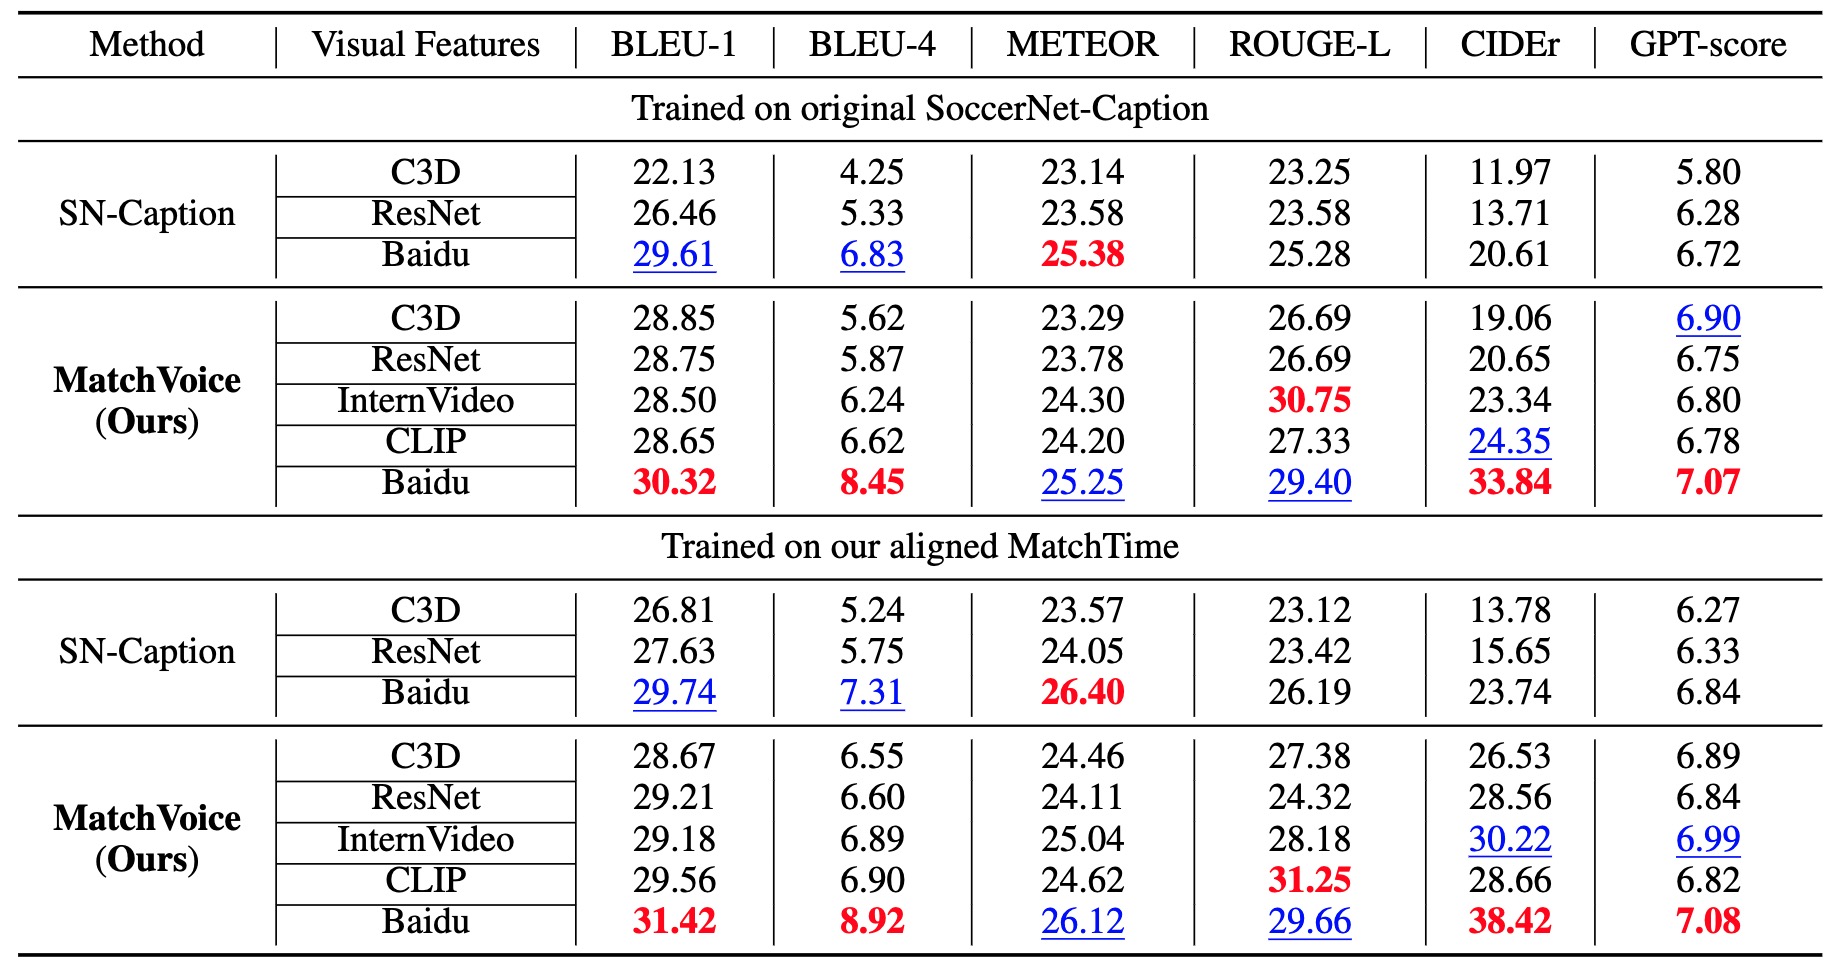 Method Visual Features BLEU-1 BLEU-4 METEOR ROUGE-L CIDEr GPT-score
Trained on original SoccerNet-Caption
SN-Caption
C3D 22.13 4.25 23.14 23.25 11.97 5.80
ResNet 26.46 5.33 23.58 23.58 13.71 6.28
Baidu 29.61 6.83 25.38 25.28 20.61 6.72
MatchVoice
(Ours)
C3D 28.85 5.62 23.29 26.69 19.06 6.90
ResNet 28.75 5.87 23.78 26.69 20.65 6.75
InternVideo 28.50 6.24 24.30 30.75 23.34 6.80
CLIP 28.65 6.62 24.20 27.33 24.35 6.78
Baidu 30.32 8.45 25.25 29.40 33.84 7.07
Trained on our aligned MatchTime
SN-Caption
C3D 26.81 5.24 23.57 23.12 13.78 6.27
ResNet 27.63 5.75 24.05 23.42 15.65 6.33
Baidu 29.74 7.31 26.40 26.19 23.74 6.84
MatchVoice
(Ours)
C3D 28.67 6.55 24.46 27.38 26.53 6.89
ResNet 29.21 6.60 24.11 24.32 28.56 6.84
InternVideo 29.18 6.89 25.04 28.18 30.22 6.99
CLIP 29.56 6.90 24.62 31.25 28.66 6.82
Baidu 31.42 8.92 26.12 29.66 38.42 7.08